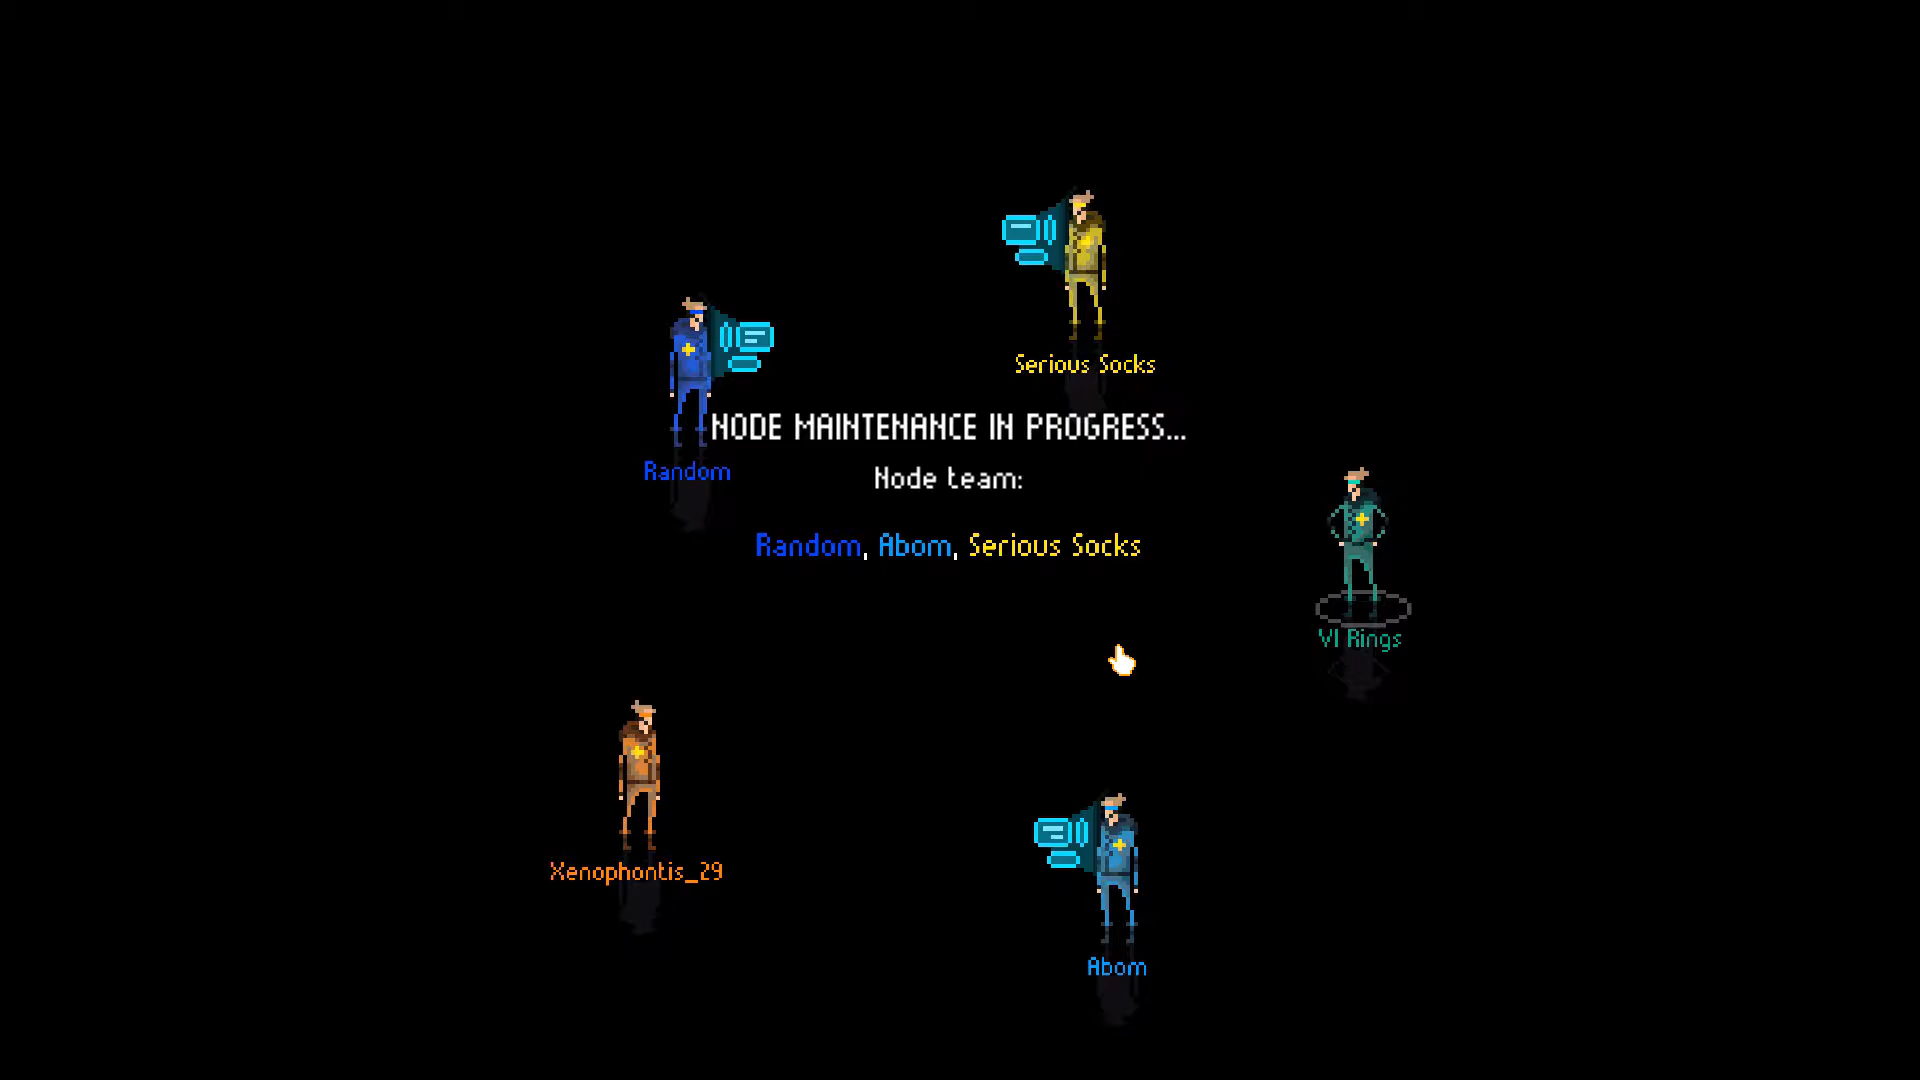 Serious Socks
NODE MAINTENANCE IN PROGRESS...
Random
Node team:
Random, Abom, Serious Socks
VI Rings
Xenophontis_29
Abom